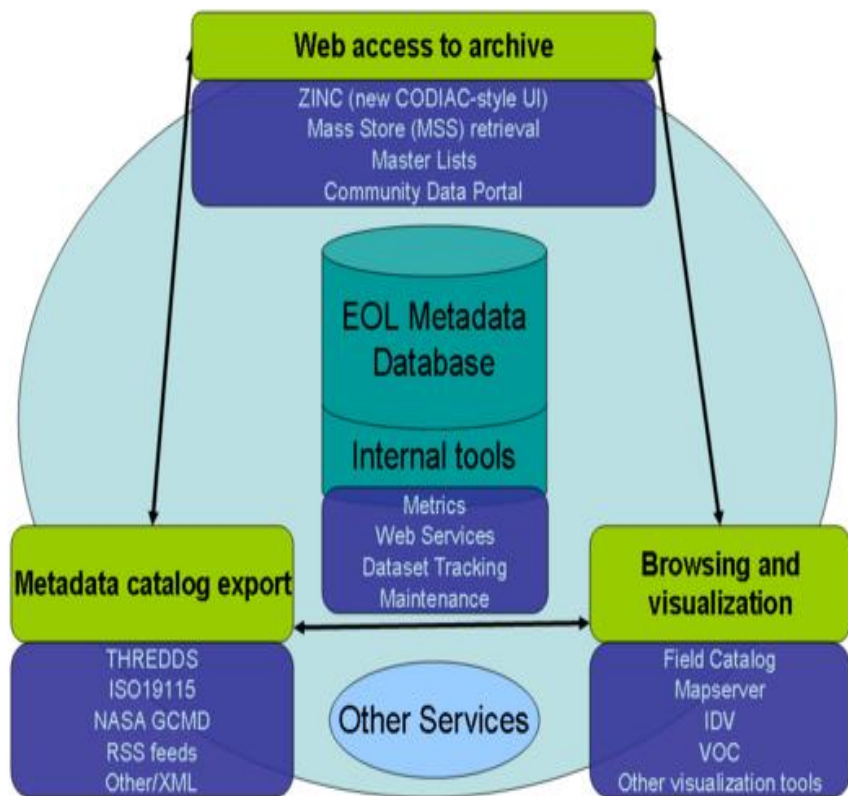 Web access to archive
ZINC (new CODIAC-style UI)
Mass Store (MSS) retrieval
Master Lists
Community Data Portal
EOL Metadata
Database
Internal tools
Metrics
Web Services
Dataset Tracking
Maintenance
Metadata catalog export
THREDDS
ISO19115
NASA GCMD
RSS feeds
Other/XML
Other Services
Browsing and
visualization
Field Catalog
Mapserver
IDV
VOC
Other visualization tools